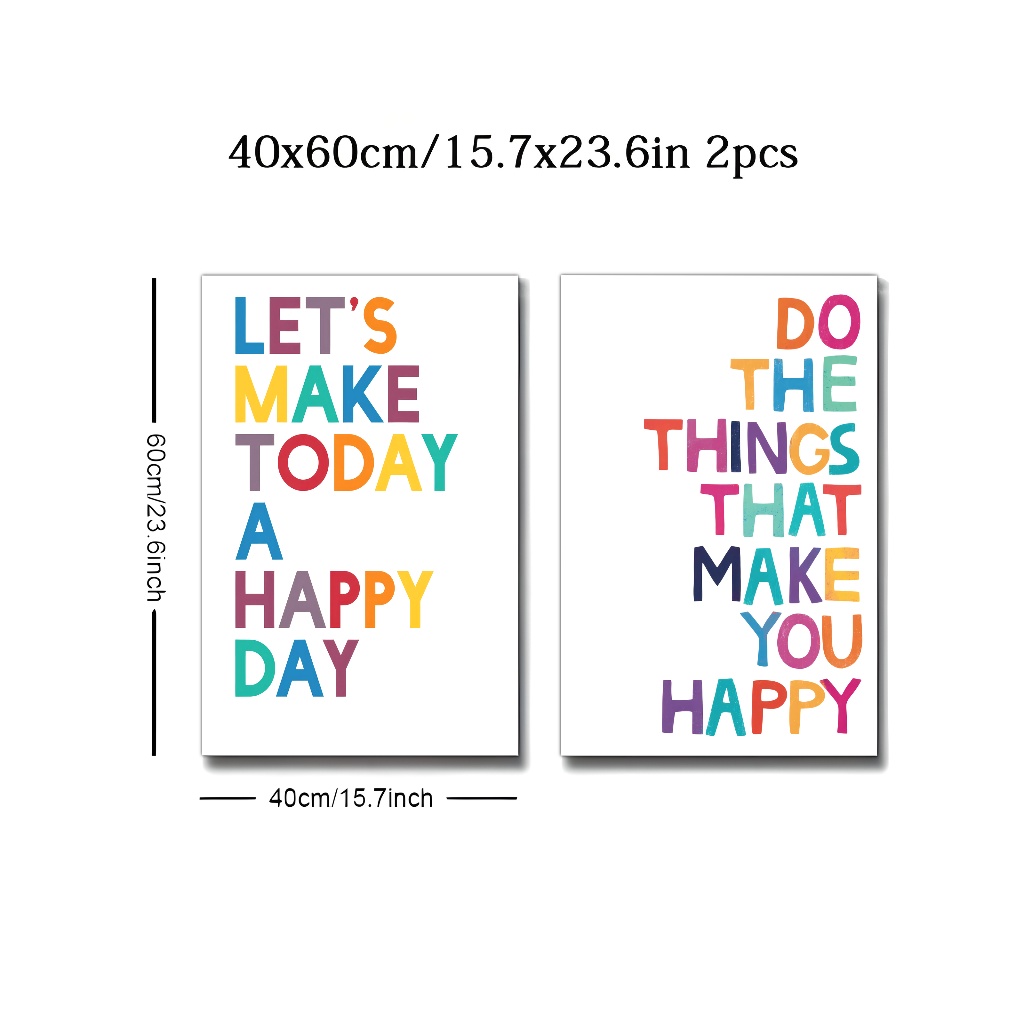 40x60cm/15.7x23.6in 2pcs
60cm/23.6inch
LET'S
MAKE
TODAY
A
HAPPY
DAY
DO
THE
THINGS
THAT
MAKE
YOU
HAPPY
40cm/15.7inch